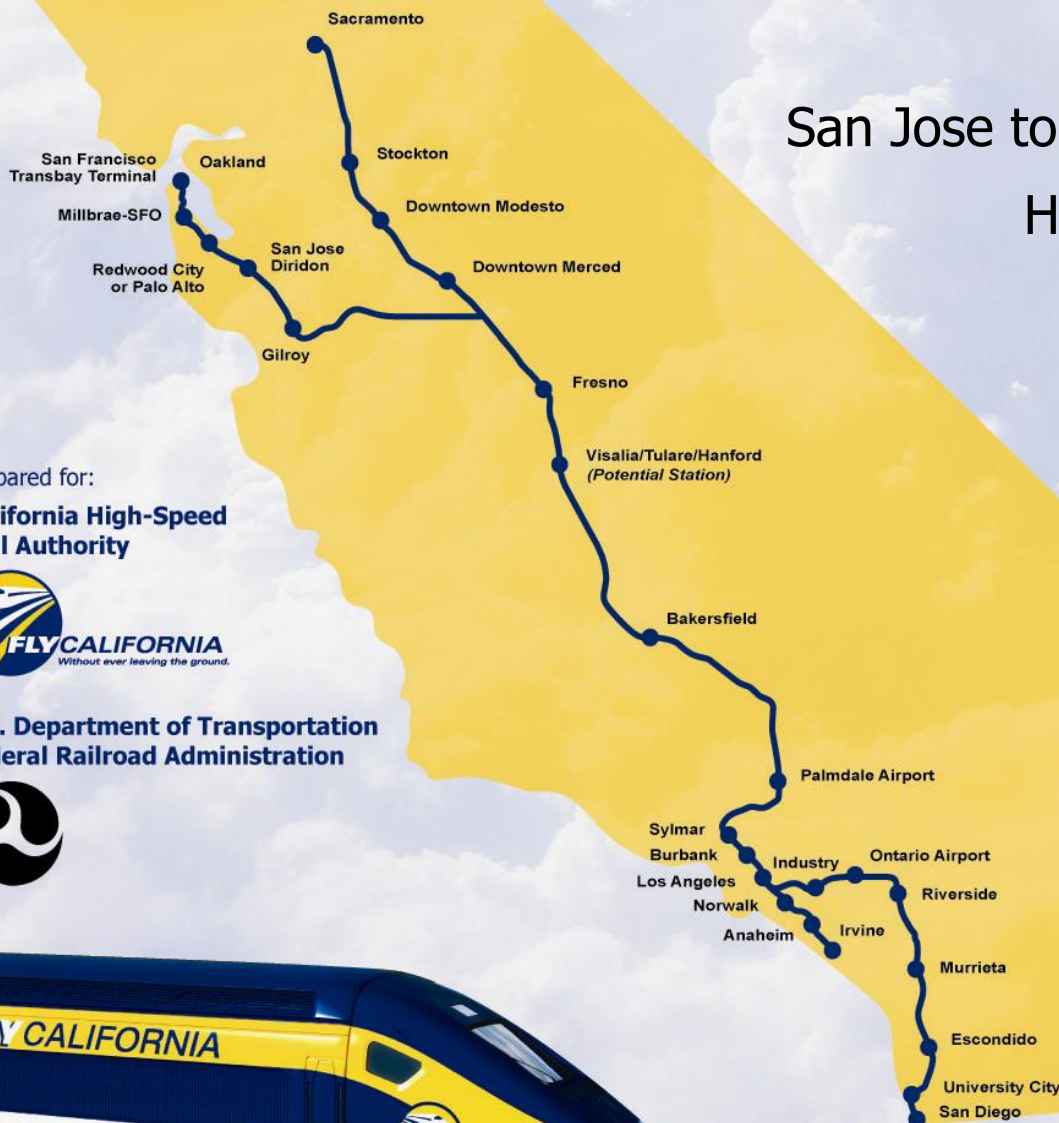 Sacramento
San Jose to
H
Stockton
San Francisco
Transbay Terminal
Oakland
Downtown Modesto
Millbrae-SFO
San Jose
Diridon
Downtown Merced
Redwood City
or Palo Alto
Gilroy
Fresno
Visalia/Tulare/Hanford
(Potential Station)
pared for:
ifornia High-Speed
l Authority
Bakersfield
FLYCALIFORNIA
Without ever leaving the ground.
. Department of Transportation
deral Railroad Administration
Palmdale Airport
Sylmar
Burbank
Industry
Ontario Airport
Los Angeles
Riverside
Norwalk
Anaheim
Irvine
Murrieta
Y CALIFORNIA
Escondido
University City
San Diego